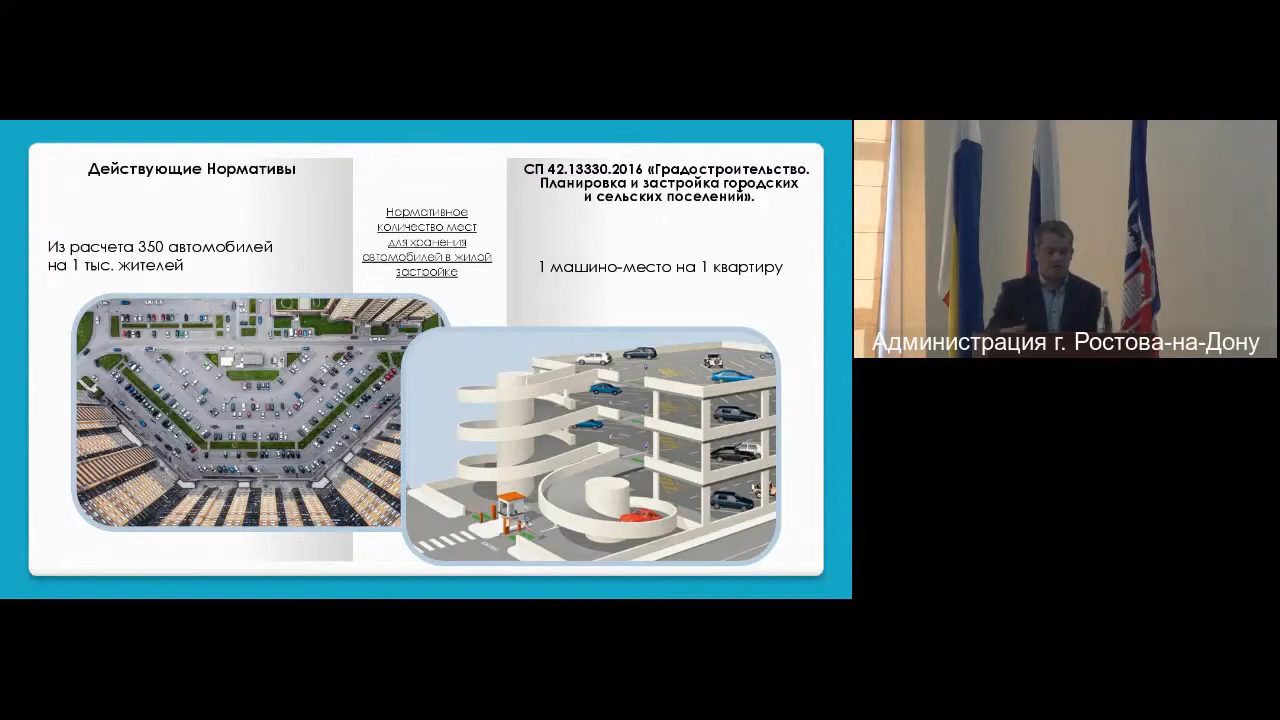 Действующие Нормативы
Из расчета 350 автомобилей
на 1 тыс. жителей
Нормативное
количество мест
для хранения
автомобилей в жилой
застройке
СП 42.13330.2016 «Градостроительство.
Планировка и застройка городских
и сельских поселений».
1 машино-место на 1 квартиру
Администрация г. Ростова-на-Дону